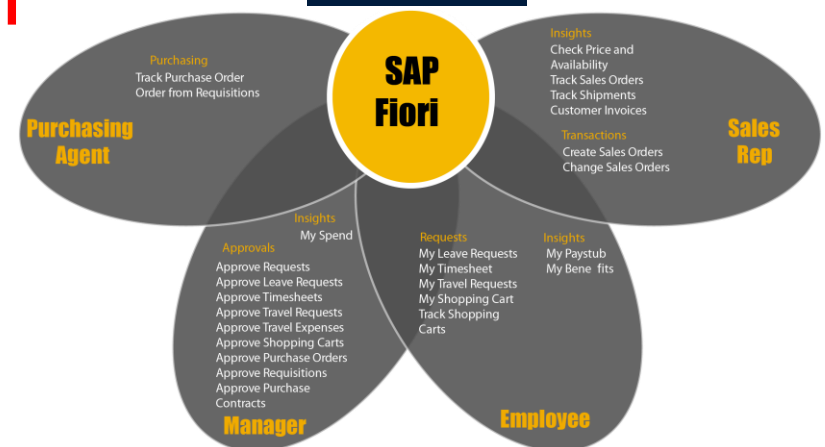 SAP
Fiori
Purchasing
Track Purchase Order
Order from Requisitions
Purchasing
Agent
Insights
Check Price and
Availability
Track Sales Orders
Track Shipments
Customer Invoices
Transactions
Create Sales Orders
Change Sales Orders
Sales
Rep
Insights
My Spend
Approvals
Approve Requests
Approve Leave Requests
Approve Timesheets
Approve Travel Requests
Approve Travel Expenses
Approve Shopping Carts
Approve Purchase Orders
Approve Requisitions
Approve Purchase
Contracts
Manager
Requests
My Leave Requests
My Timesheet
My Travel Requests
My Shopping Cart
Track Shopping
Carts
Insights
My Paystub
My Bene fits
Employee